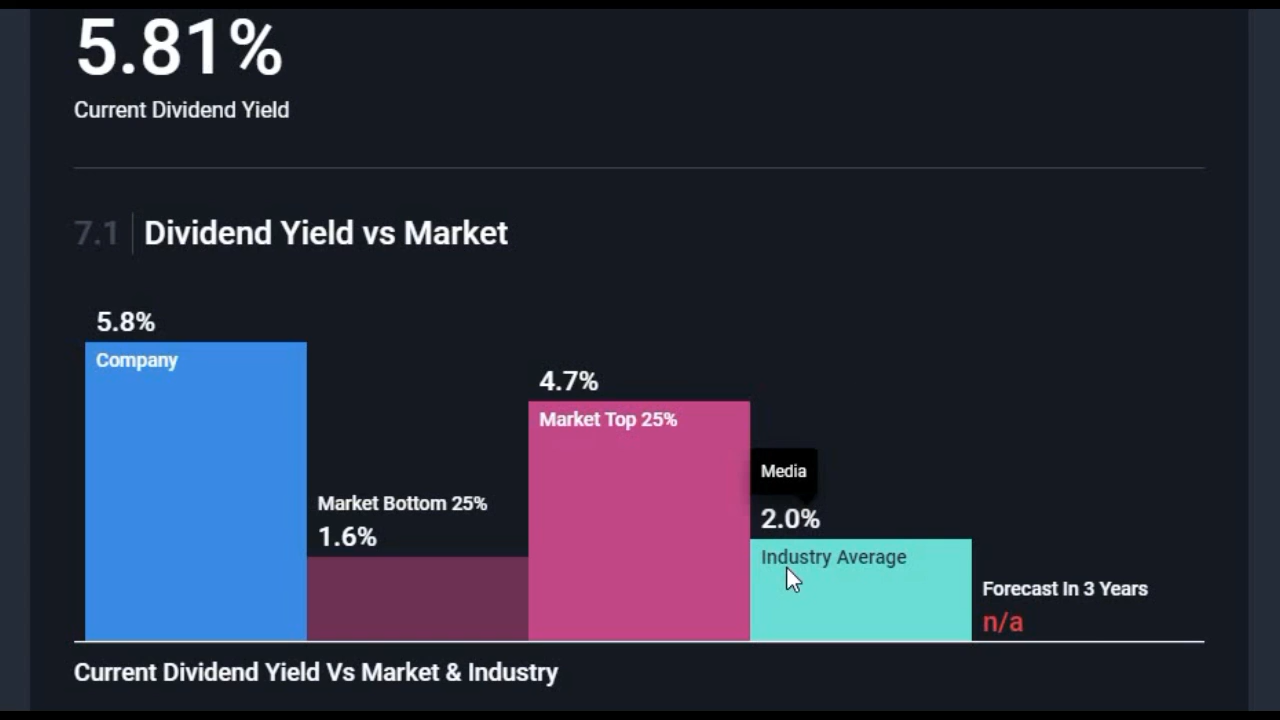 5.81%
Current Dividend Yield
7.1 Dividend Yield vs Market
5.8%
Company
Market Bottom 25%
1.6%
4.7%
Market Top 25%
Media
2.0%
Industry Average
Forecast In 3 Years
n/a
Current Dividend Yield Vs Market & Industry